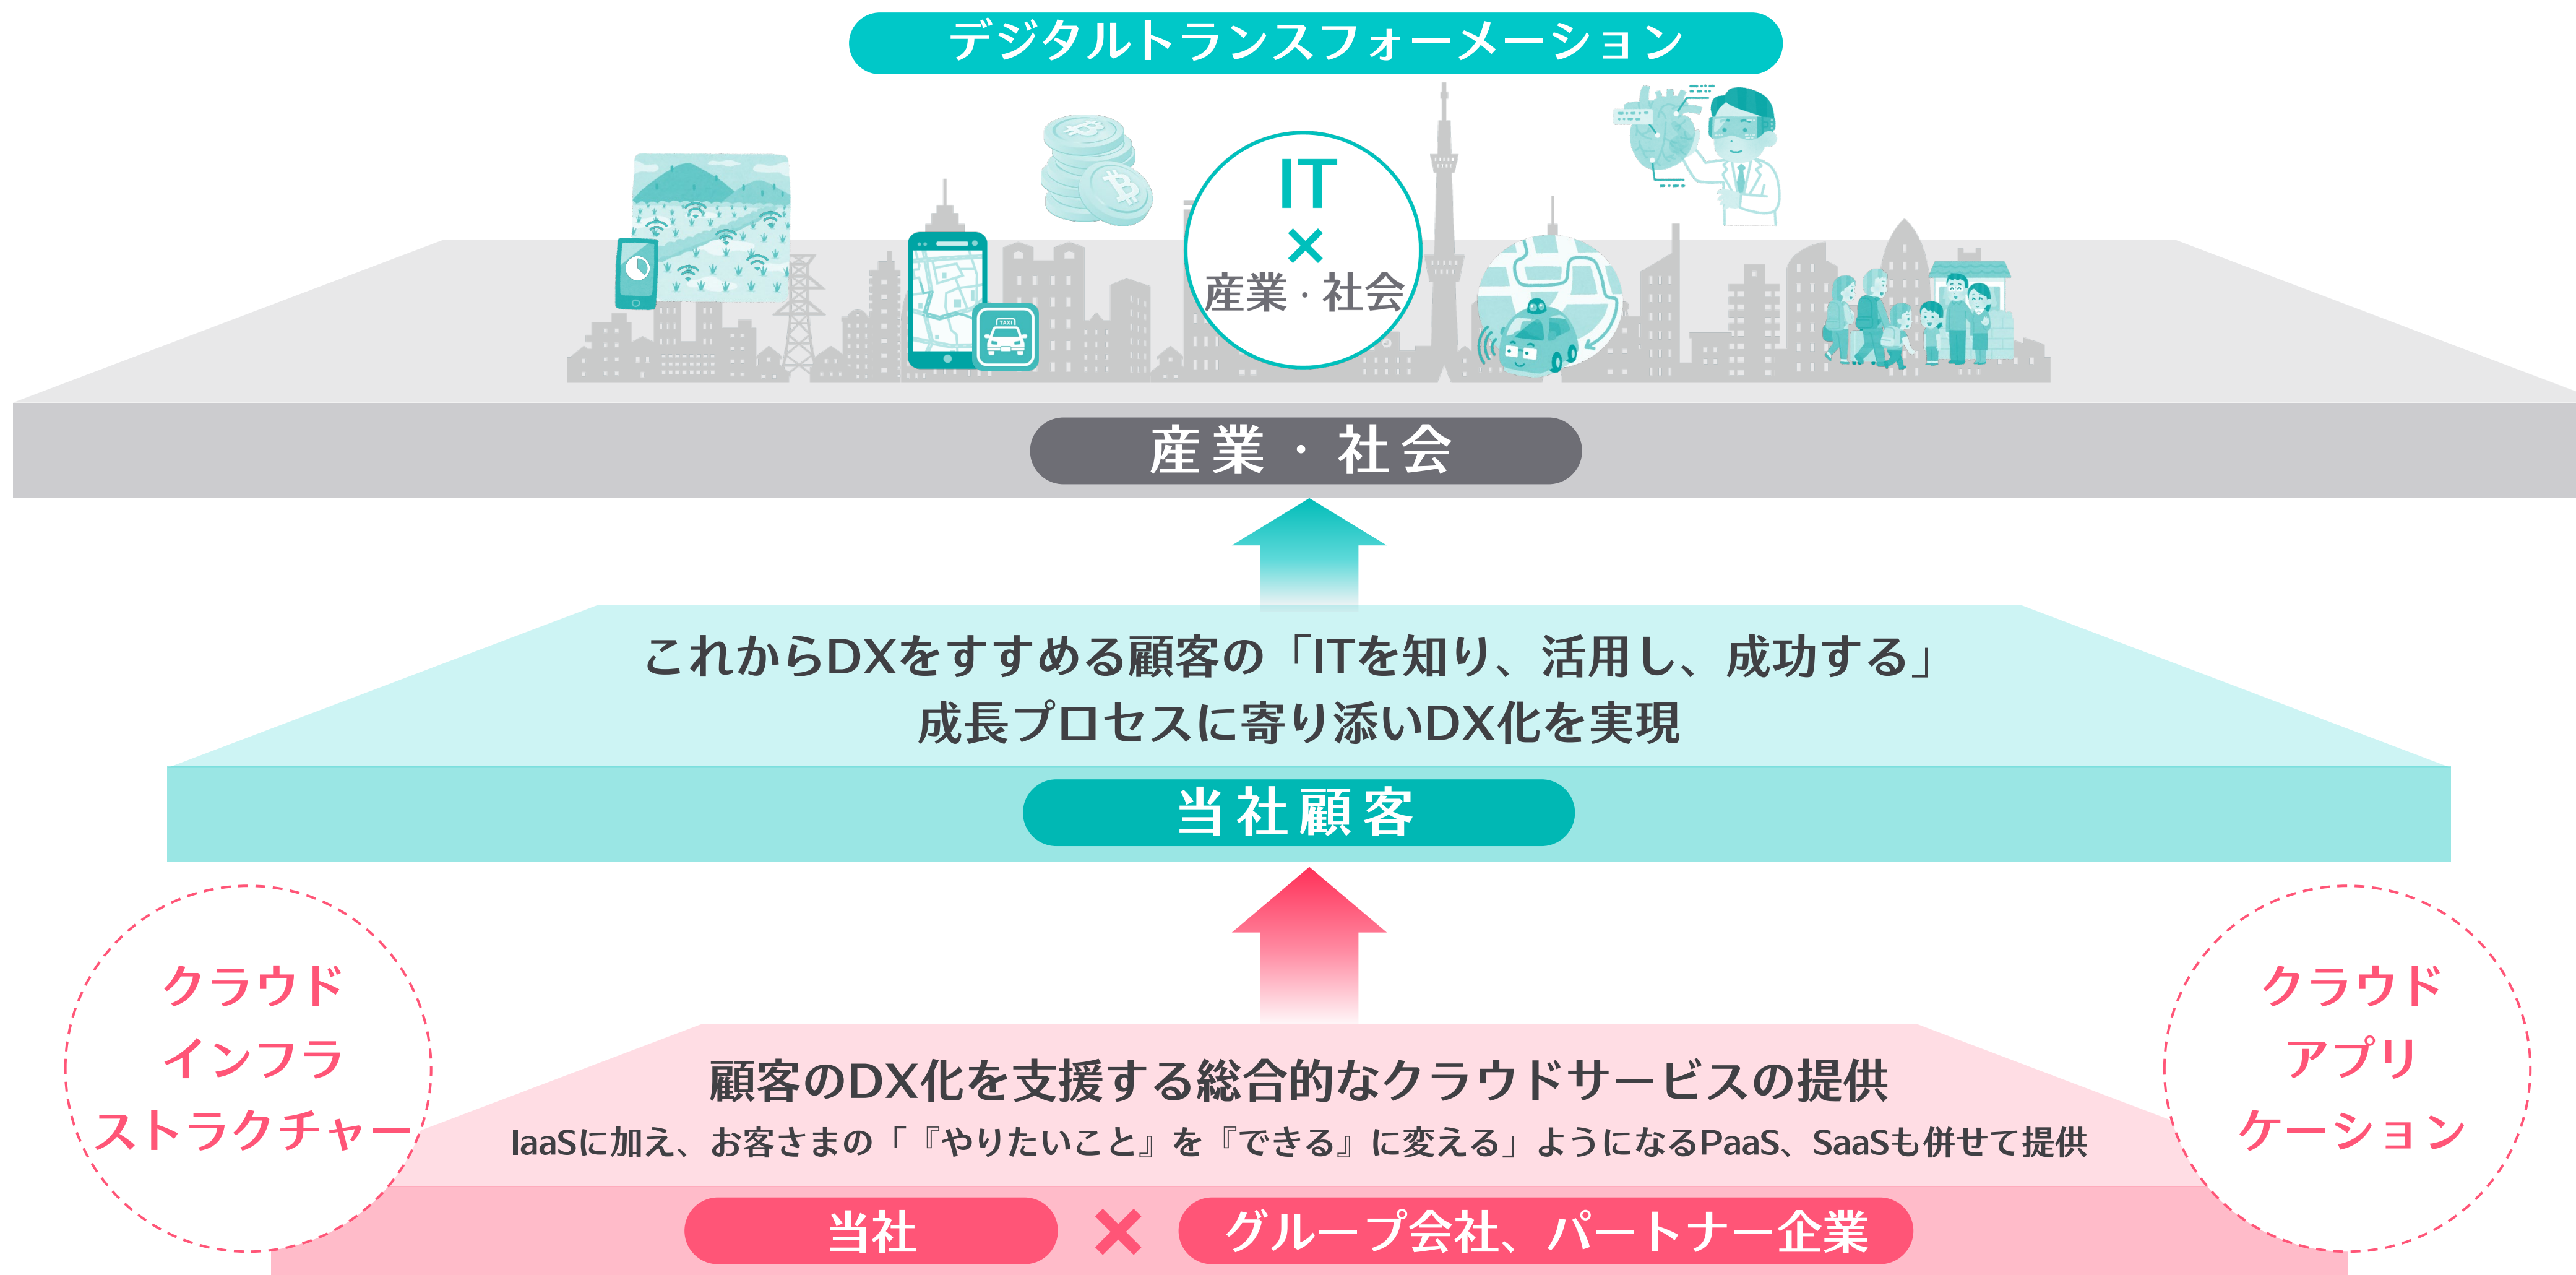 デジタルトランスフォーメーション
IT
×
産業・社会
TAXI
産業・社会
これからDXをすすめる顧客の「ITを知り、活用し、成功する」
成長プロセスに寄り添いDX化を実現
当社顧客
クラウド
インフラ
ストラクチャー
クラウド
アプリ
ケーション
顧客のDX化を支援する総合的なクラウドサービスの提供
IaaSに加え、お客さまの「『やりたいこと』を『できる』に変える」ようになるPaaS、SaaSも併せて提供
当社 × グループ会社、パートナー企業